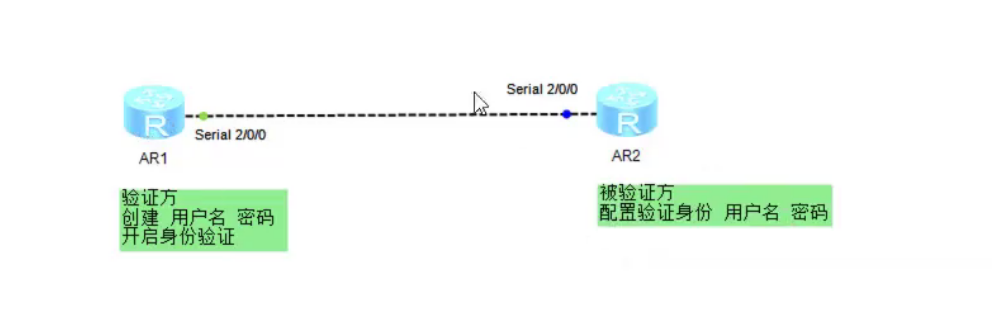 Serial 2/0/0
R
R
Serial 2/0/0
AR1
AR2
验证方
创建 用户名 密码
开启身份验证
被验证方
配置验证身份 用户名 密码